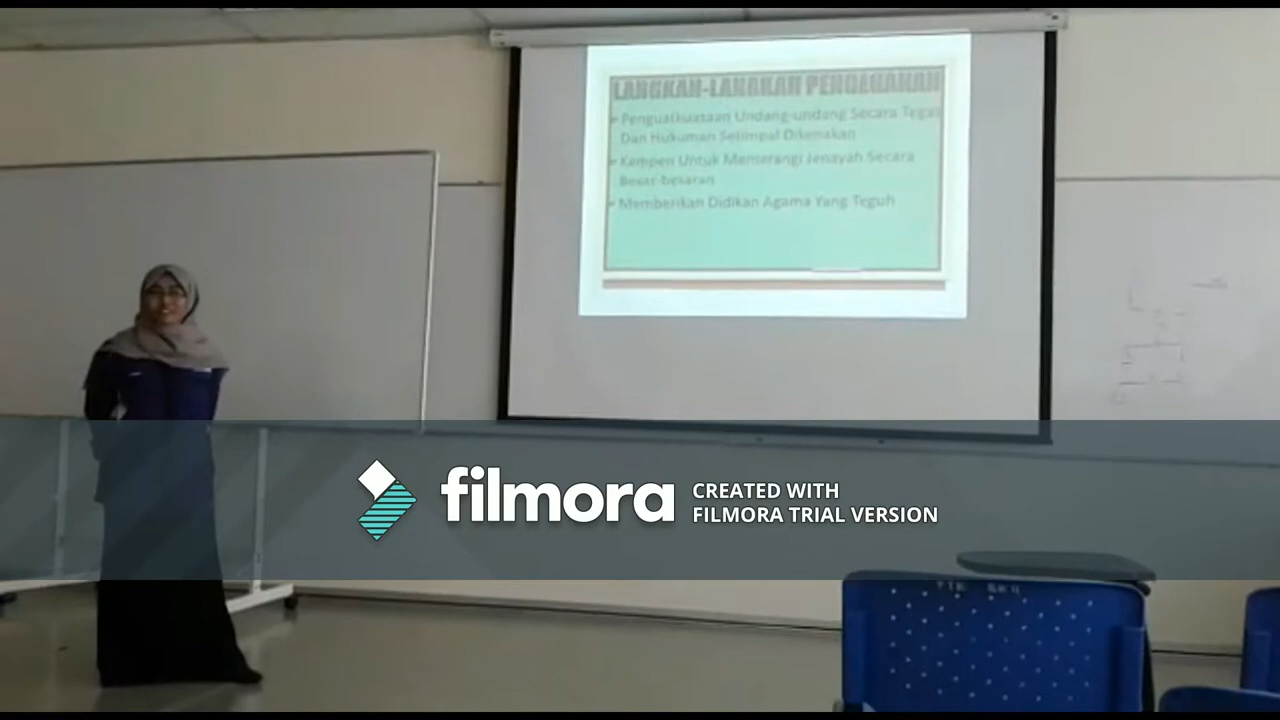 LANGKAH-LANGKAH PENCEGAHAN
Penguatkuasaan Undang-undang Secara Tegas
Dan Hukuman Setimpal Dikenakan
Kempen Untuk Memerangi Jenayah Secara
Besar-besaran
Memberikan Didikan Agama Yang Teguh
filmora
CREATED WITH
FILMORA TRIAL VERSION